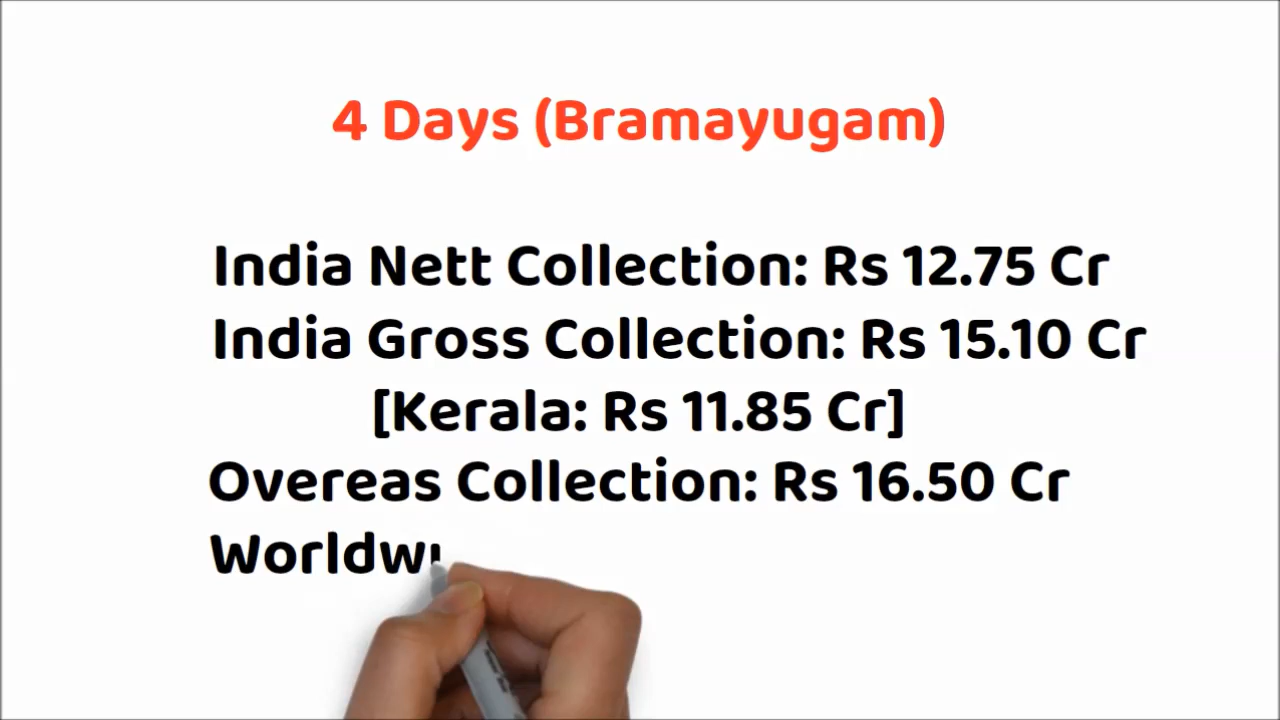 4 Days (Bramayugam)
India Nett Collection: Rs 12.75 Cr
India Gross Collection: Rs 15.10 Cr
[Kerala: Rs 11.85 Cr]
Overeas Collection: Rs 16.50 Cr
Worldwi